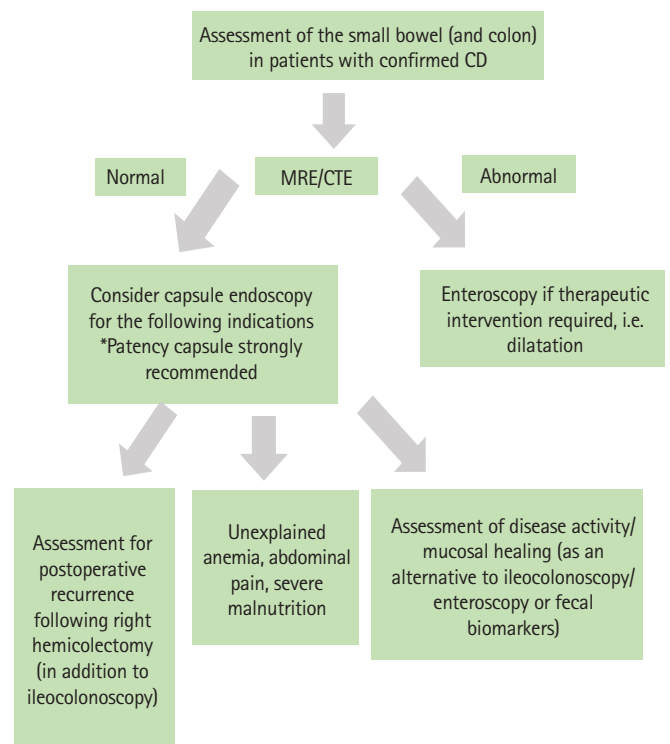 Assessment of the small bowel (and colon)
in patients with confirmed CD
Normal
MRE/CTE
Abnormal
Consider capsule endoscopy
for the following indications
*Patency capsule strongly
recommended
Enteroscopy if therapeutic
intervention required, i.e.
dilatation
Assessment for
postoperative
recurrence
following right
hemicolectomy
(in addition to
ileocolonoscopy)
Unexplained
anemia, abdominal
pain, severe
malnutrition
Assessment of disease activity/
mucosal healing (as an
alternative to ileocolonoscopy/
enteroscopy or fecal
biomarkers)